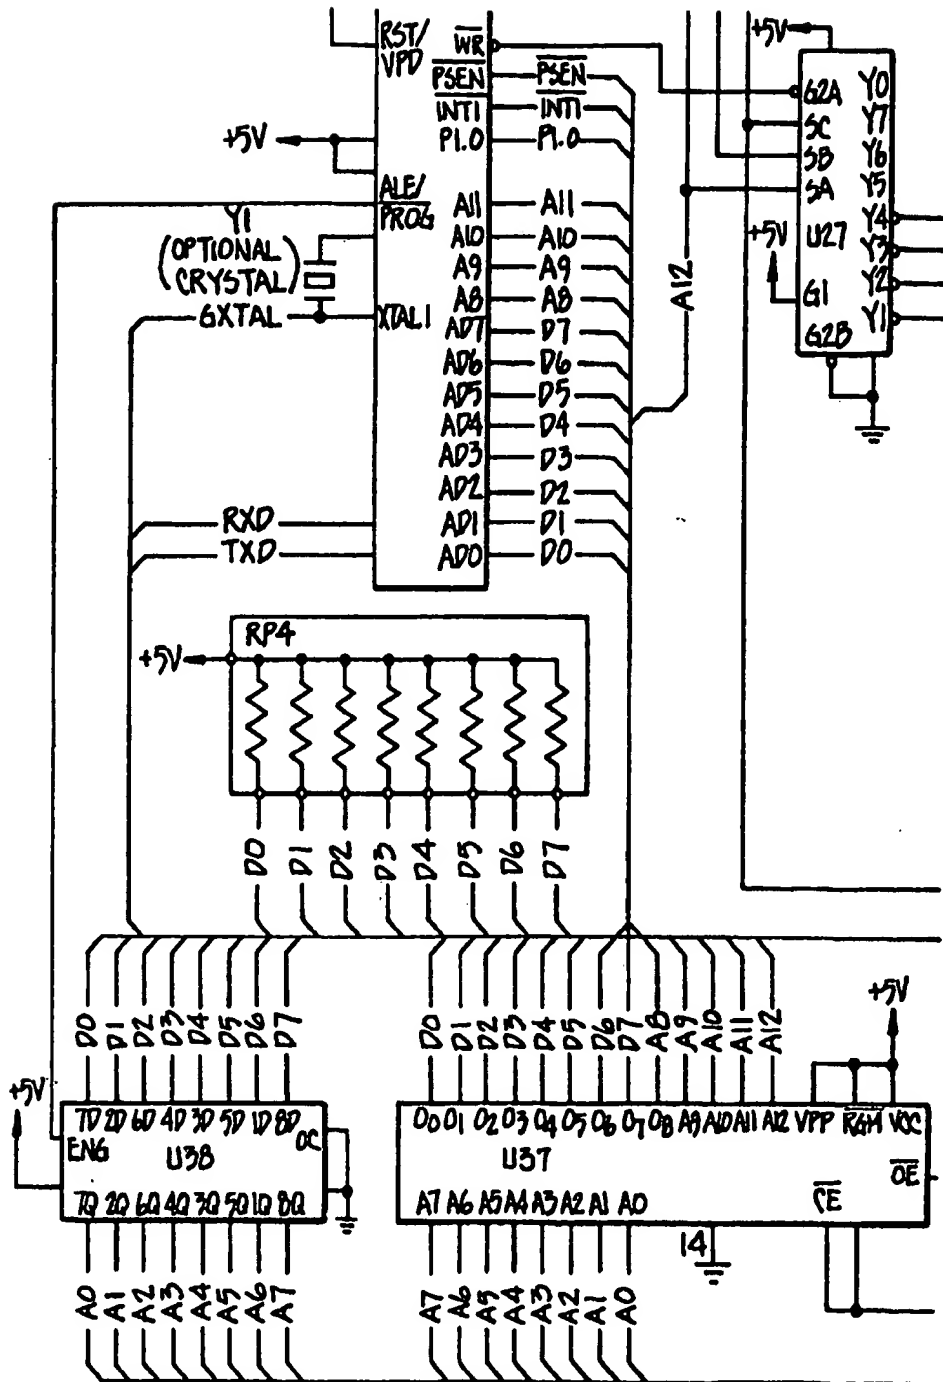 RST/
VPD
WR
PSEN
INT1
P1.0
A11
A10
A9
A8
AD7
AD6
AD5
AD4
AD3
AD2
AD1
AD0
+5V
ALE/
PROG
XTAL1
Y1
(OPTIONAL
CRYSTAL)
6XTAL
RXD
TXD
PSEN
INT1
P1.0
A11
A10
A9
A8
D7
D6
D5
D4
D3
D2
D1
D0
A12
+5V
G2A
SC
SB
SA
U27
G1
G2B
Y0
Y7
Y6
Y5
Y4
Y3
Y2
Y1
+5V
RP4
+5V
D0 D1 D2 D3 D4 D5 D6 D7
D0 D1 D2 D3 D4 D5 D6 D7
D0 D1 D2 D3 D4 D5 D6 D7 A8 A9 A10 A11 A12
+5V
+5V
7D 2D 6D 4D 3D 5D 1D 8D OC
ENG
U38
7Q 2Q 6Q 4Q 3Q 5Q 1Q 8Q
O0 O1 O2 O3 O4 O5 O6 O7 O8 A9 A10 A11 A12 VPP RGM VCC
U37
OE
CE
A7 A6 A5 A4 A3 A2 A1 A0
14
A0 A1 A2 A3 A4 A5 A6 A7
A7 A6 A5 A4 A3 A2 A1 A0